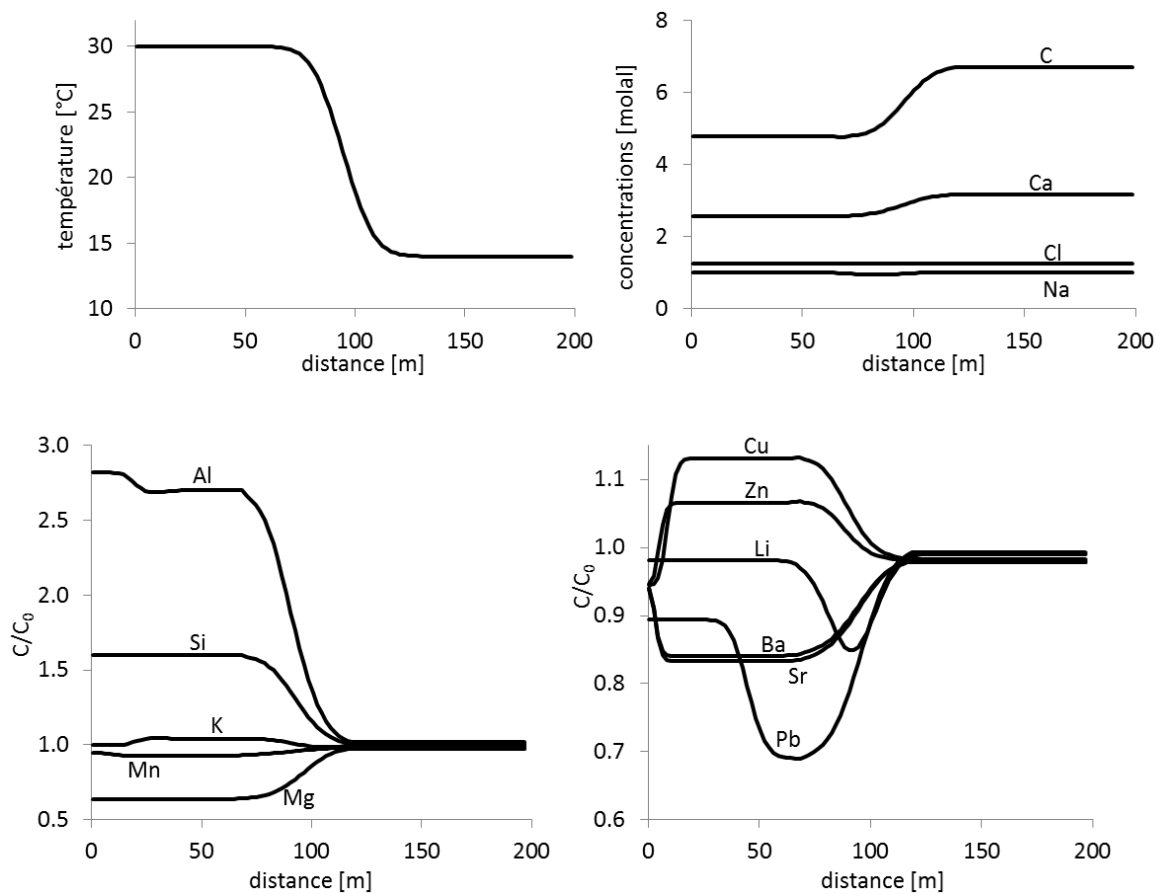 température [°C]
30
25
20
15
10
0
50
100
150
200
distance [m]
concentrations [molal]
8
6
4
2
0
C
Ca
Cl
Na
0
50
100
150
200
distance [m]
C/C₀
3.0
2.5
2.0
1.5
1.0
0.5
Al
Si
K
Mn
Mg
0
50
100
150
200
distance [m]
C/C₀
1.1
1.0
0.9
0.8
0.7
0.6
Cu
Zn
Li
Ba
Sr
Pb
0
50
100
150
200
distance [m]